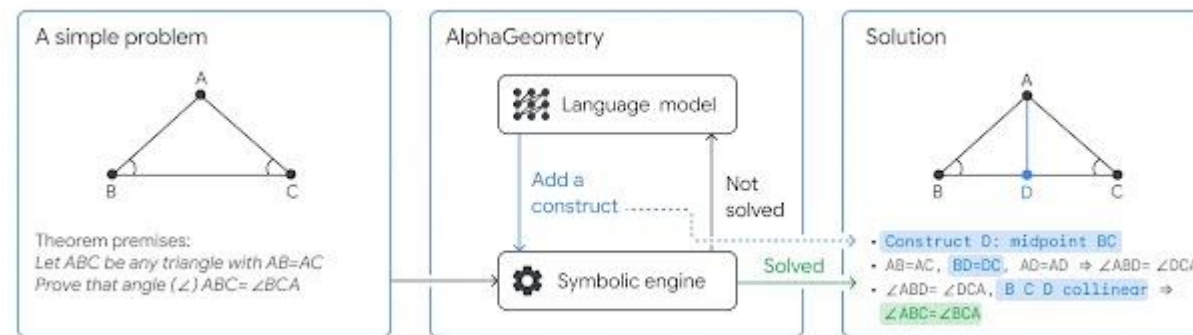 A simple problem
A
B
C
Theorem premises:
Let ABC be any triangle with AB=AC
Prove that angle (∠) ABC= ∠BCA
AlphaGeometry
Language model
Add a
construct
Not
solved
Symbolic engine
Solved
Solution
A
B
D
C
• Construct D: midpoint BC
• AB=AC, BD=DC, AD=AD ⇒ ∠ABD= ∠DCA
• ∠ABD= ∠DCA, B C D collinear ⇒
∠ABC=∠BCA